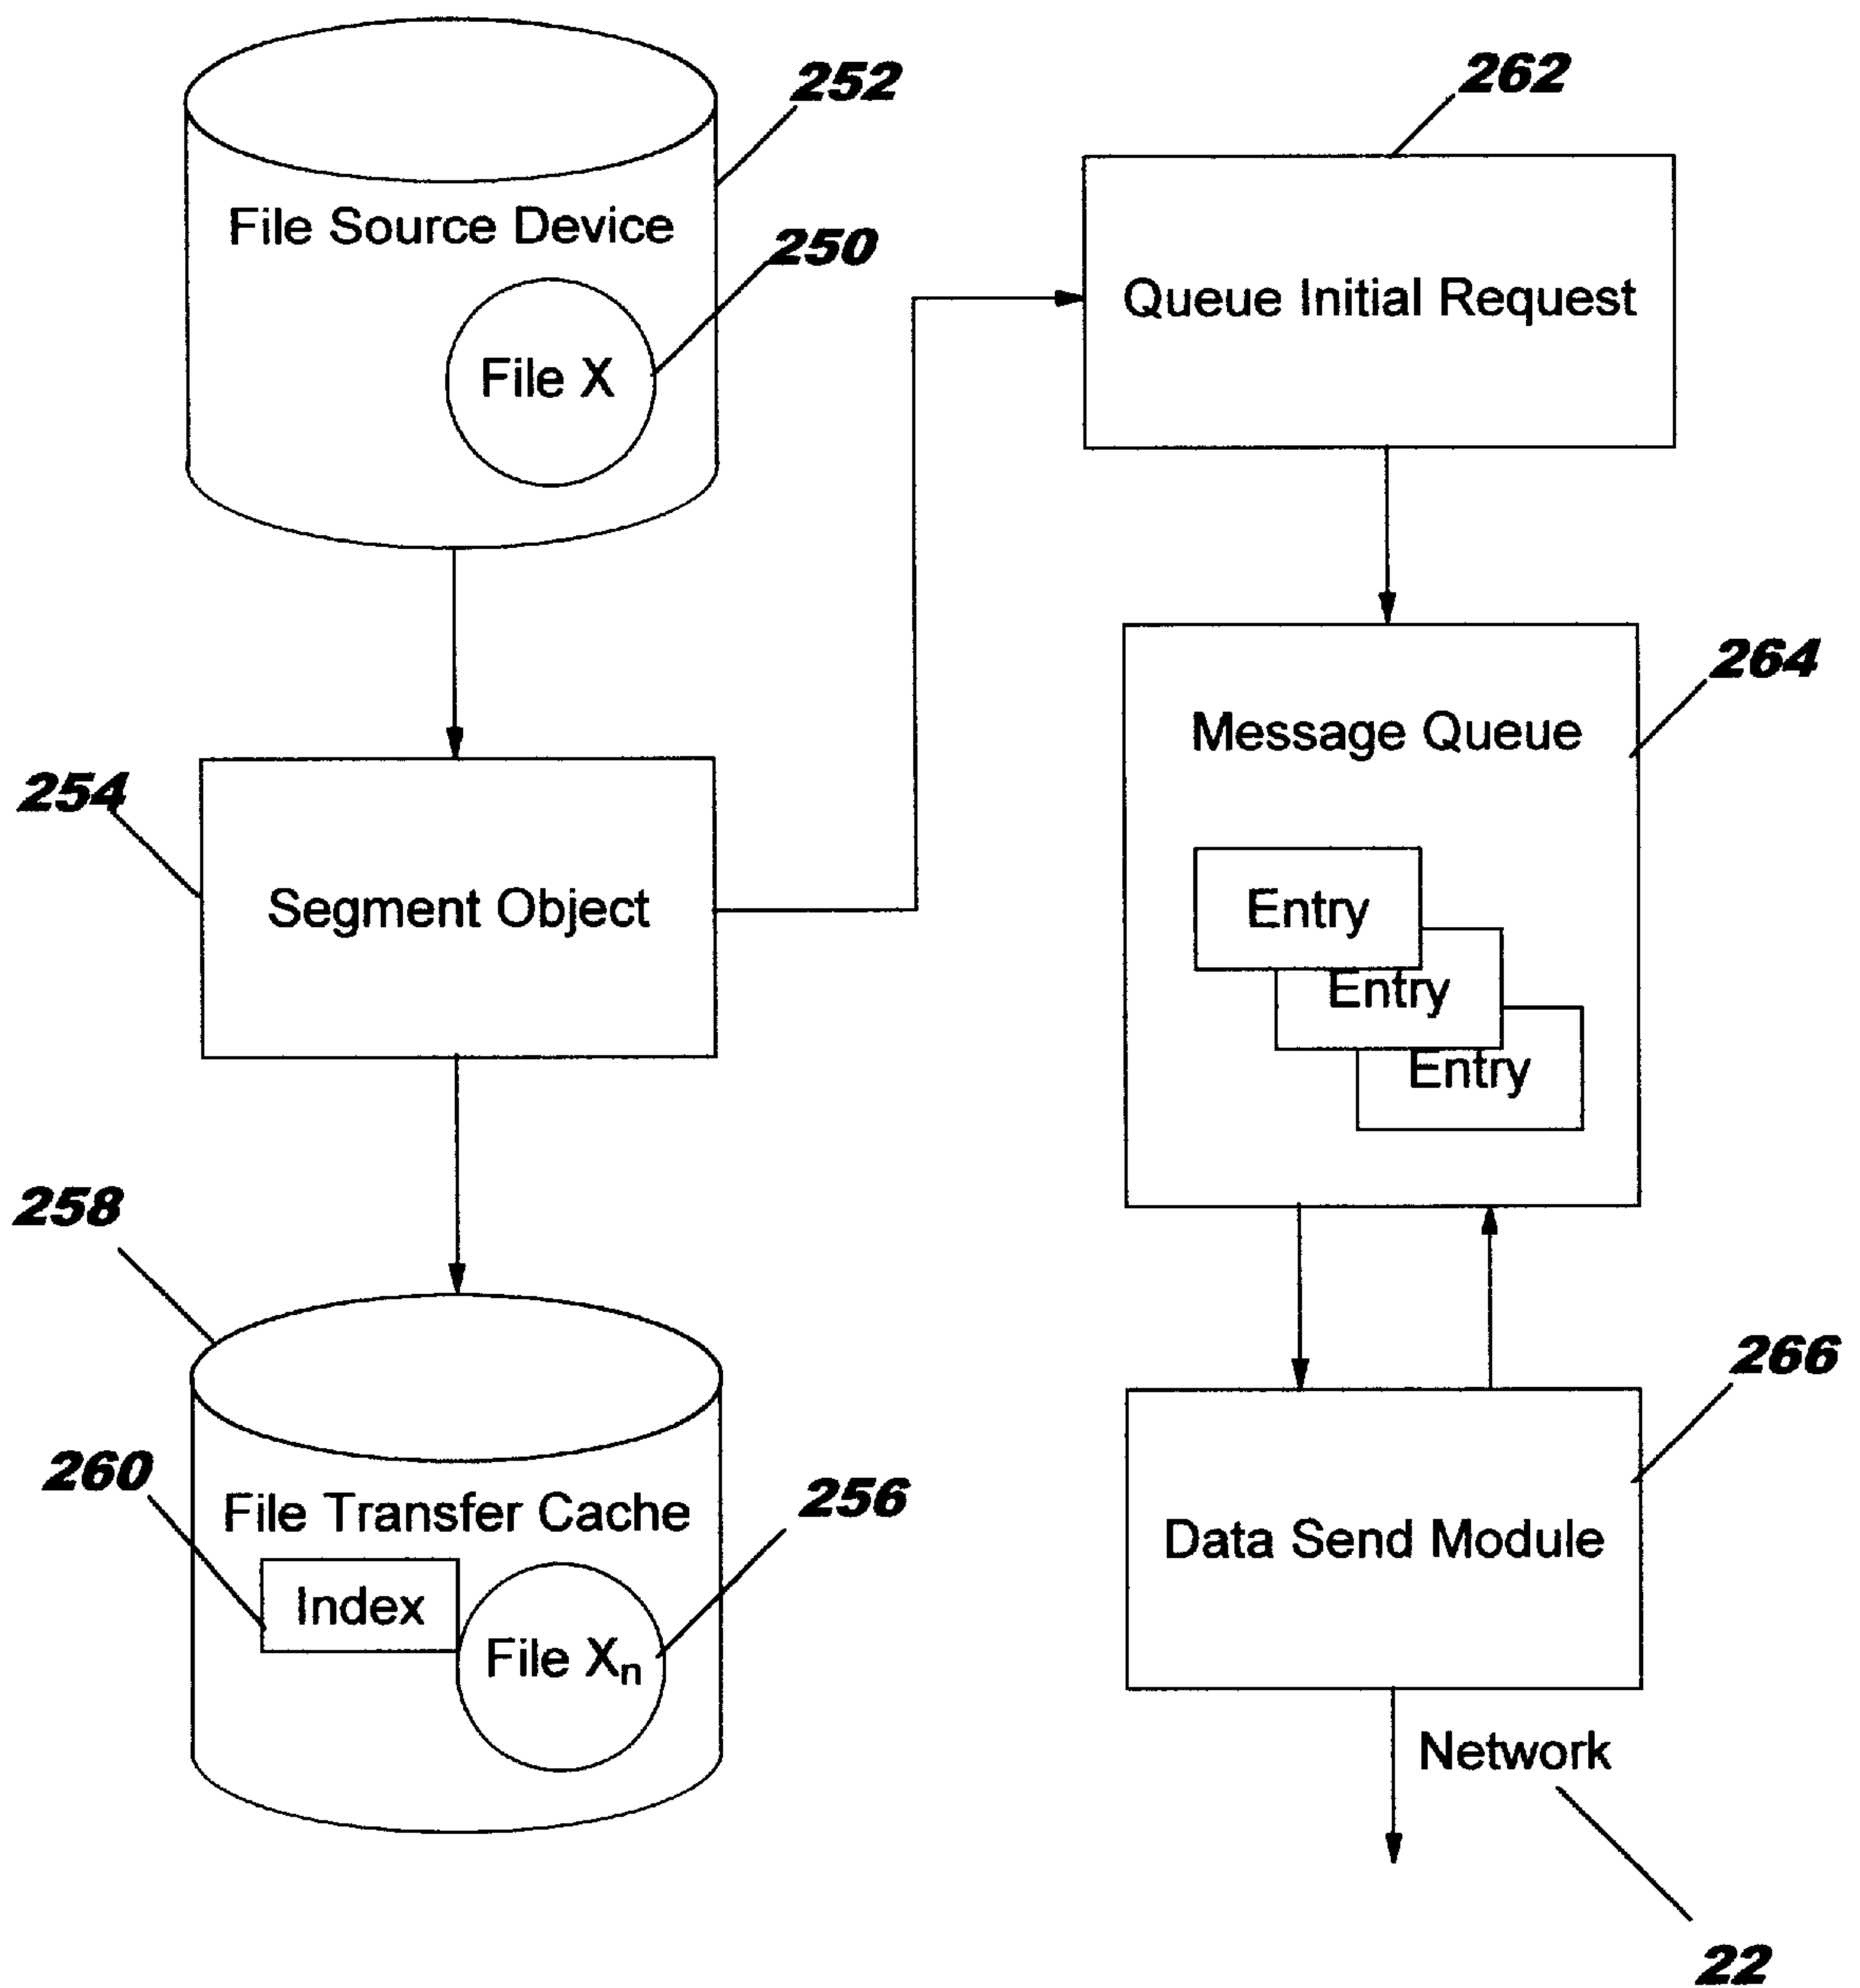 252
File Source Device
250
File X
262
Queue Initial Request
254
Segment Object
264
Message Queue
Entry
Entry
Entry
258
File Transfer Cache
260
Index
256
File Xn
266
Data Send Module
Network
22